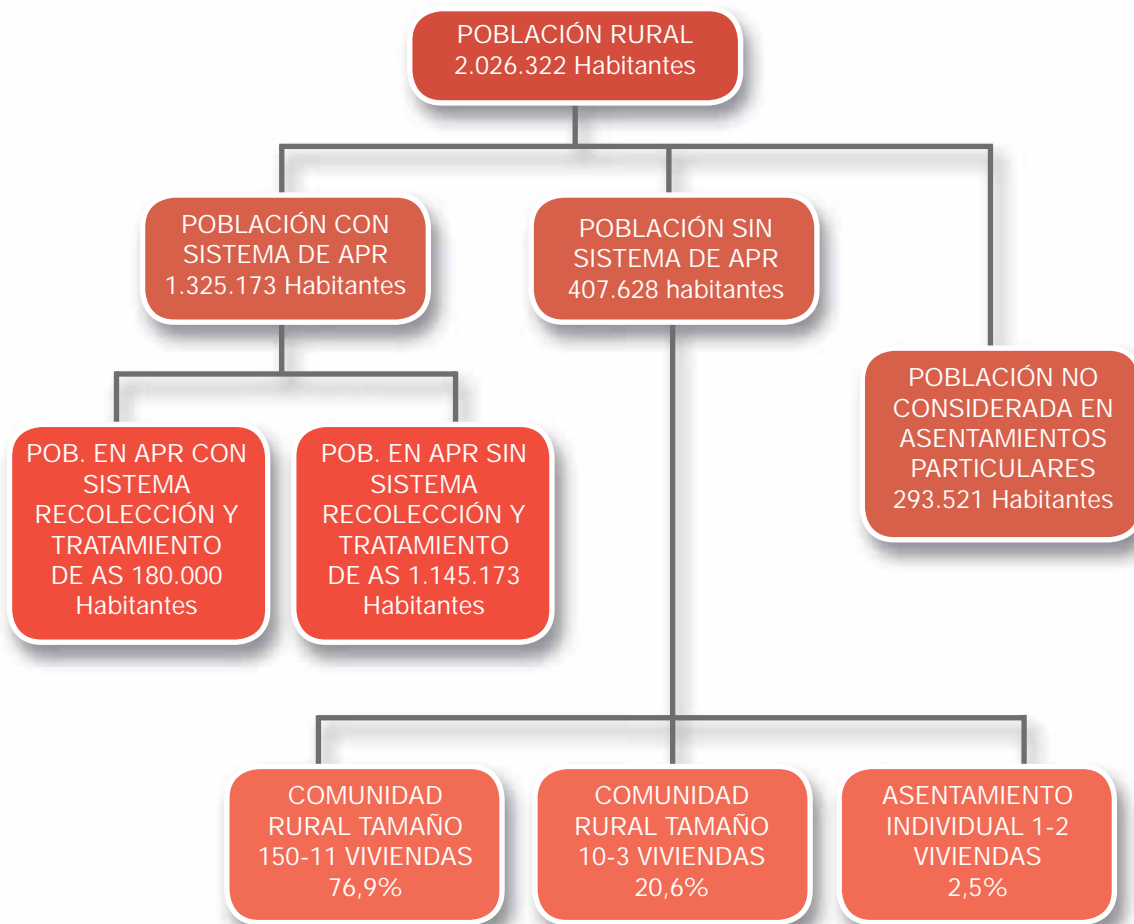 POBLACIÓN RURAL
2.026.322 Habitantes
POBLACIÓN CON
SISTEMA DE APR
1.325.173 Habitantes
POBLACIÓN SIN
SISTEMA DE APR
407.628 habitantes
POBLACIÓN NO
CONSIDERADA EN
ASENTAMIENTOS
PARTICULARES
293.521 Habitantes
POB. EN APR CON
SISTEMA
RECOLECCIÓN Y
TRATAMIENTO
DE AS 180.000
Habitantes
POB. EN APR SIN
SISTEMA
RECOLECCIÓN Y
TRATAMIENTO
DE AS 1.145.173
Habitantes
COMUNIDAD
RURAL TAMAÑO
150-11 VIVIENDAS
76,9%
COMUNIDAD
RURAL TAMAÑO
10-3 VIVIENDAS
20,6%
ASENTAMIENTO
INDIVIDUAL 1-2
VIVIENDAS
2,5%